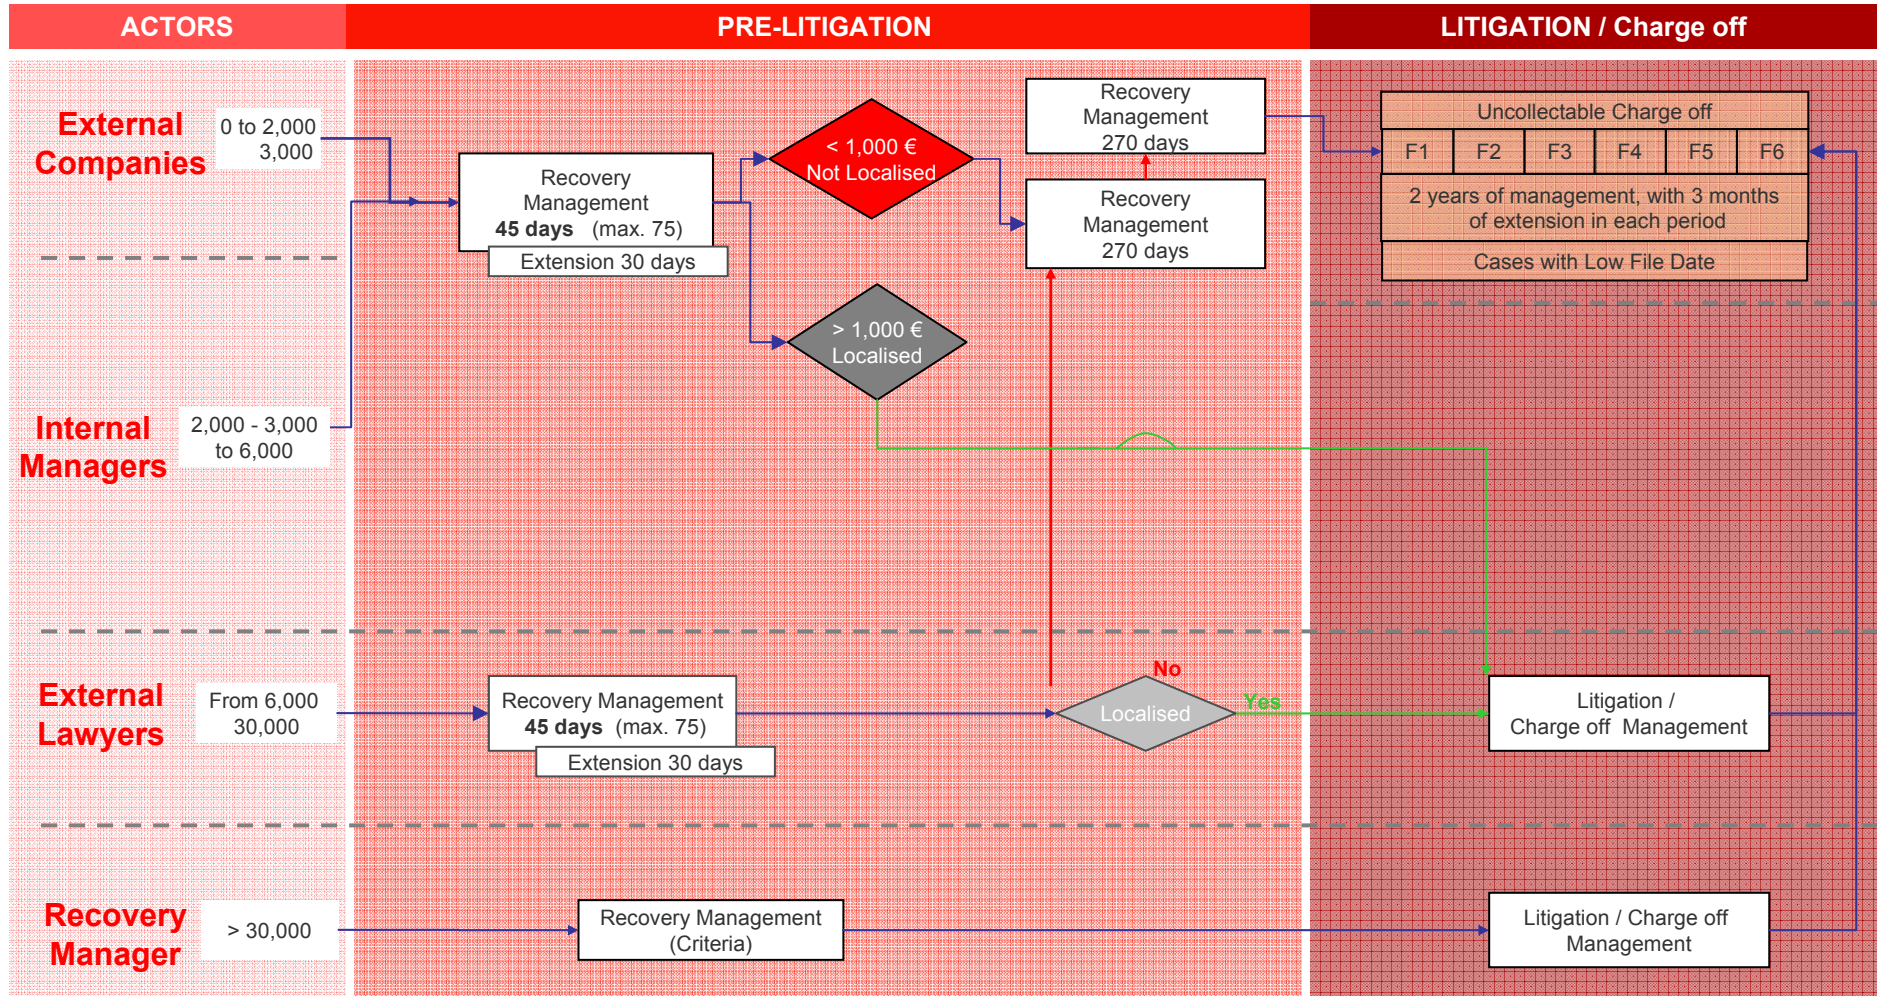 ACTORS
PRE-LITIGATION
LITIGATION / Charge off
External
Companies
0 to 2,000
3,000
Recovery
Management
45 days (max. 75)
Extension 30 days
< 1,000 €
Not Localised
> 1,000 €
Localised
Recovery
Management
270 days
Recovery
Management
270 days
Uncollectable Charge off
F1 F2 F3 F4 F5 F6
2 years of management, with 3 months
of extension in each period
Cases with Low File Date
Internal
Managers
2,000 - 3,000
to 6,000
External
Lawyers
From 6,000
30,000
Recovery Management
45 days (max. 75)
Extension 30 days
No
Localised
Yes
Litigation /
Charge off Management
Recovery
Manager
> 30,000
Recovery Management
(Criteria)
Litigation / Charge off
Management